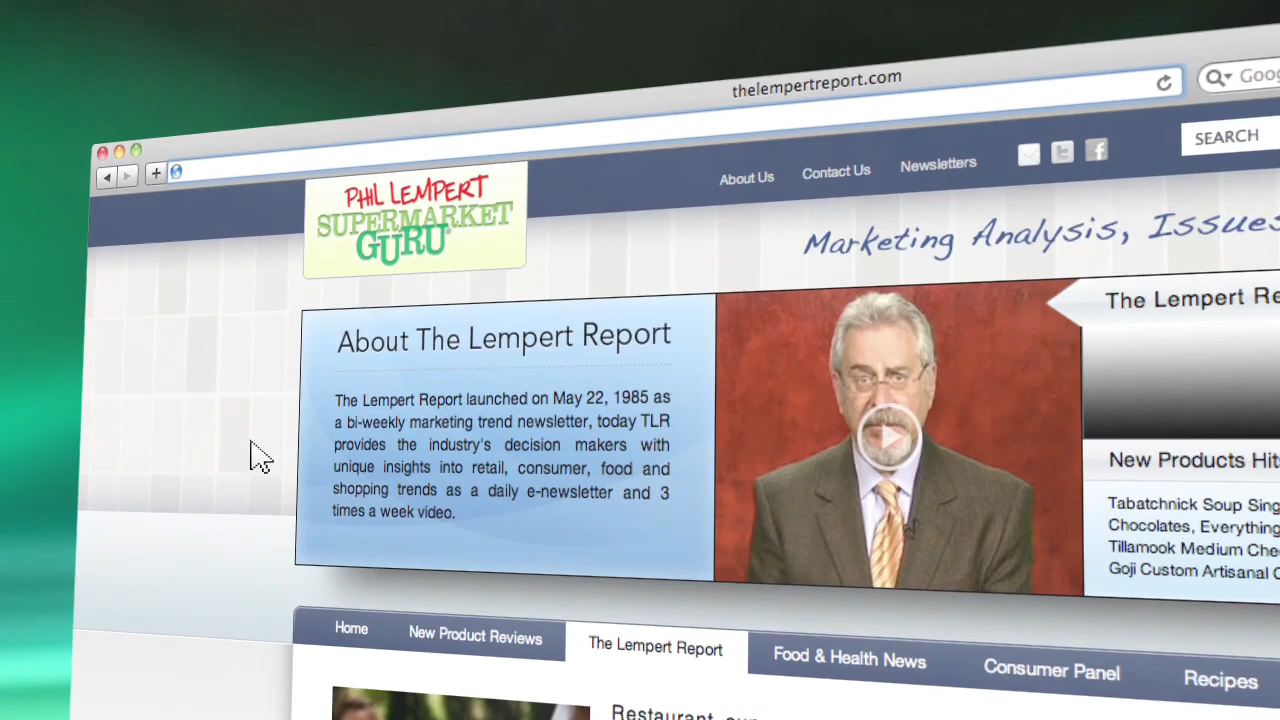 thelempertreport.com
Goog
About Us
Contact Us
Newsletters
SEARCH
PHIL LEMPERT
SUPERMARKET
GURU
Marketing Analysis, Issues
About The Lempert Report
The Lempert Report launched on May 22, 1985 as
a bi-weekly marketing trend newsletter, today TLR
provides the industry's decision makers with
unique insights into retail, consumer, food and
shopping trends as a daily e-newsletter and 3
times a week video.
The Lempert Re
New Products Hits
Tabatchnick Soup Sing
Chocolates, Everything
Tillamook Medium Che
Goji Custom Artisanal C
Home
New Product Reviews
The Lempert Report
Food & Health News
Consumer Panel
Recipes
Restaurant